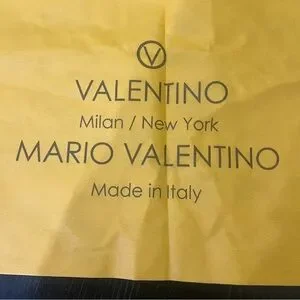 V
VALENTINO
Milan / New York
MARIO VALENTINO
Made in Italy